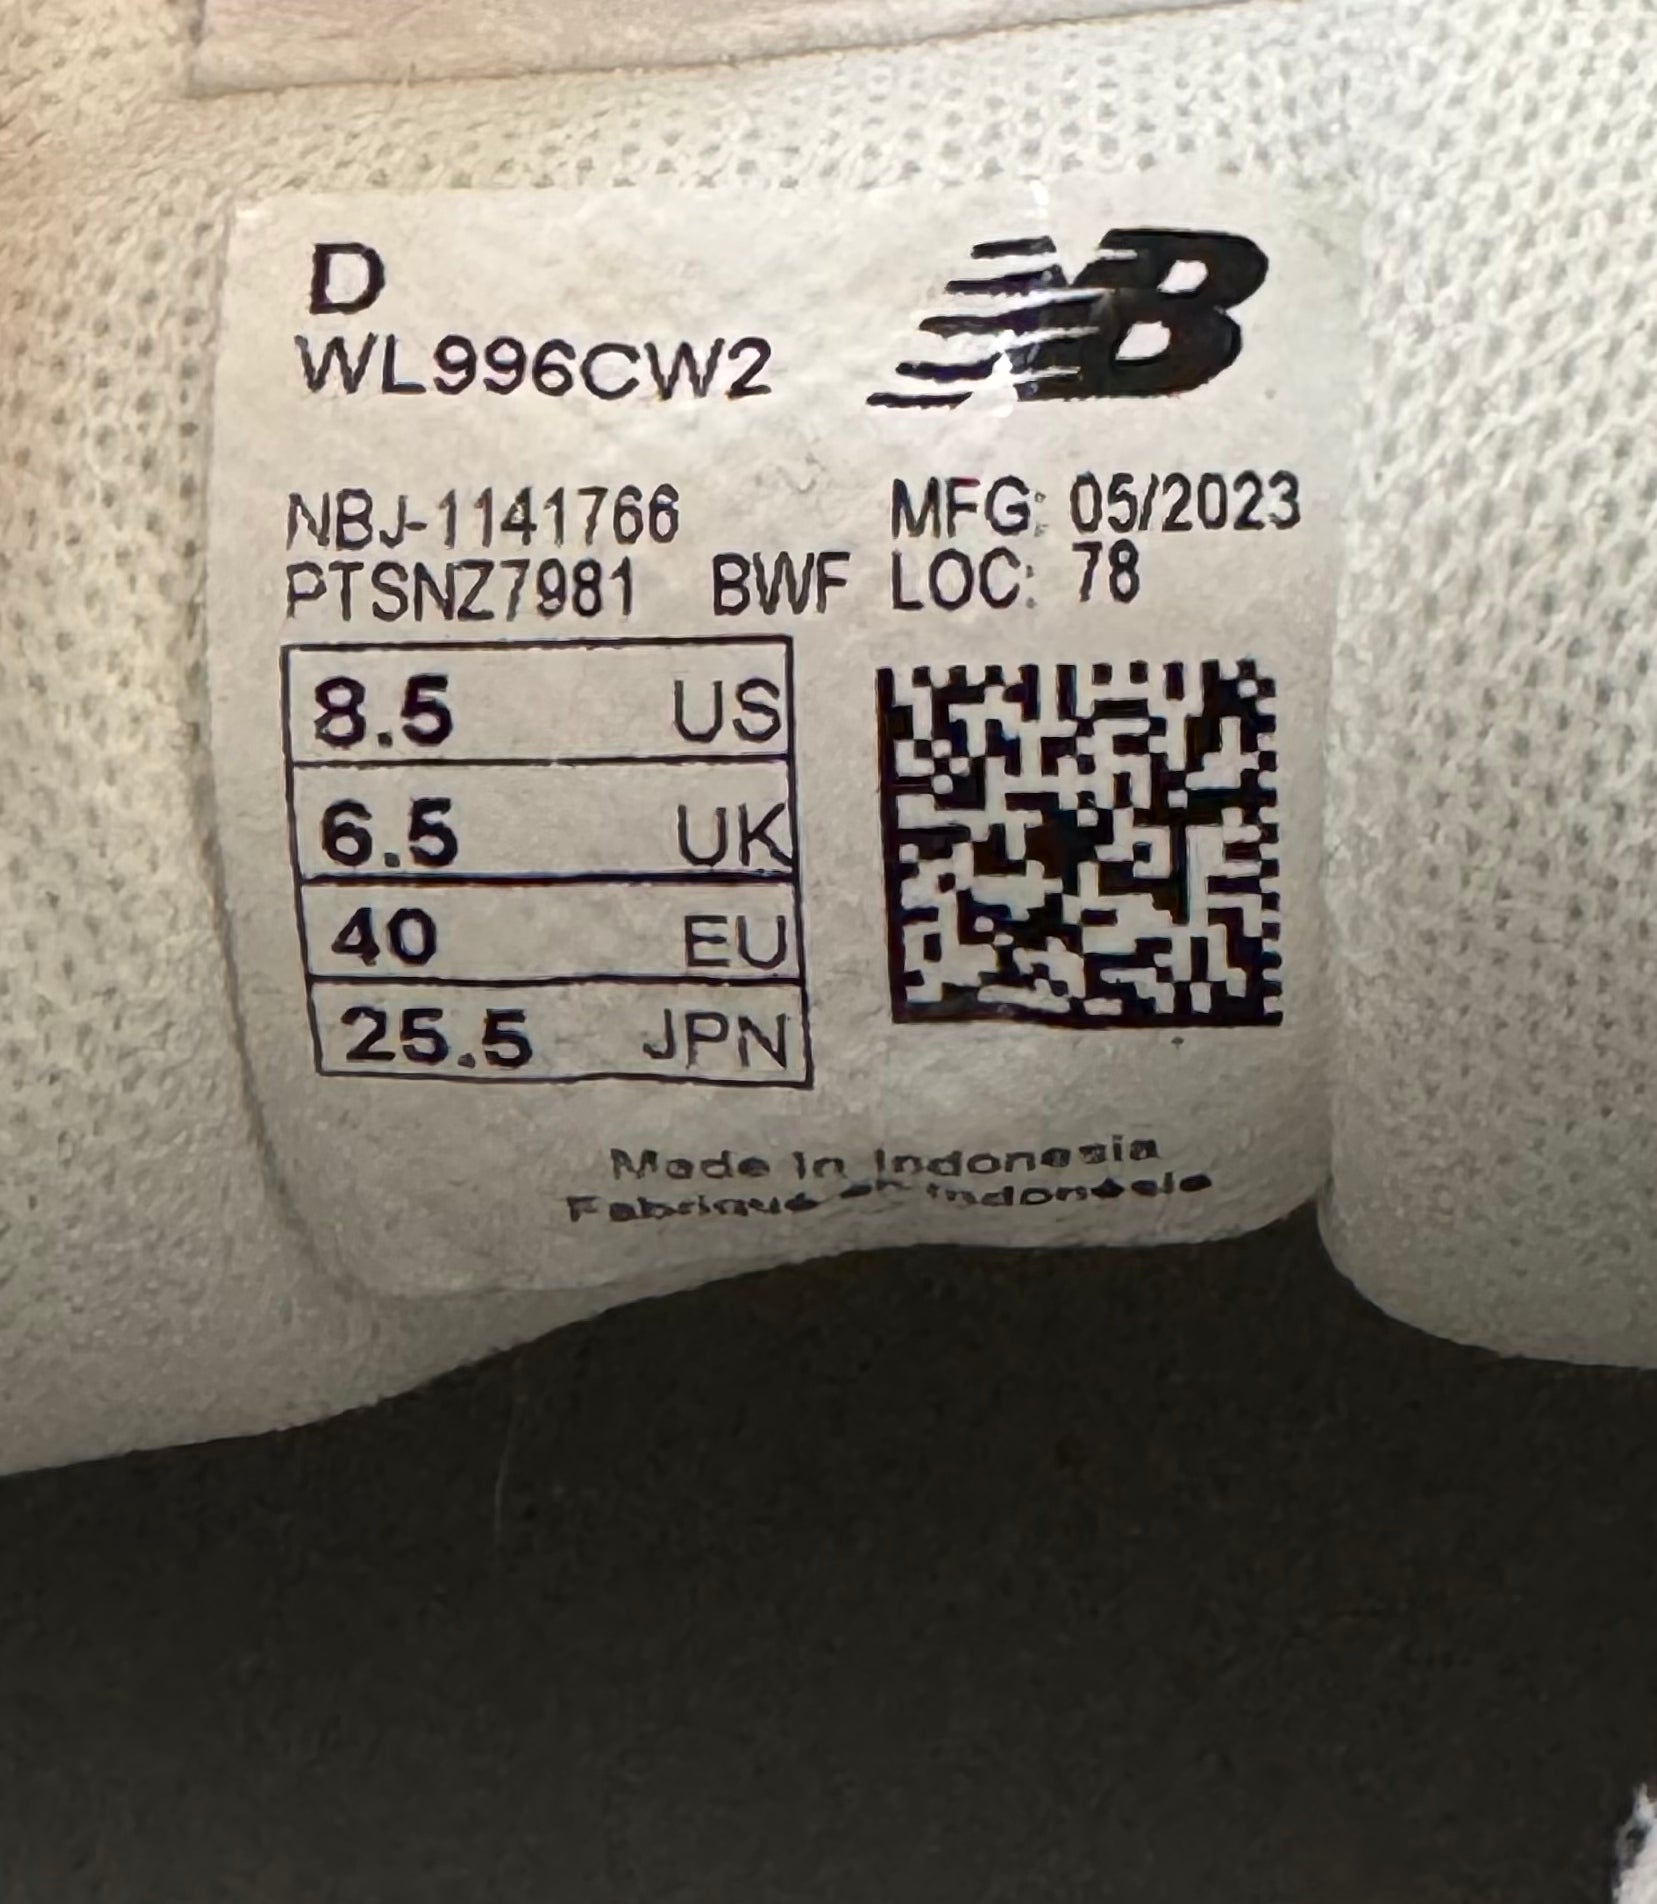 D
WL996CW2
NB
NBJ-1141766
MFG: 05/2023
PTSNZ7981 BWF LOC: 78
8.5 US
6.5 UK
40 EU
25.5 JPN
Made in Indonesia
Fabriqué en Indonésie